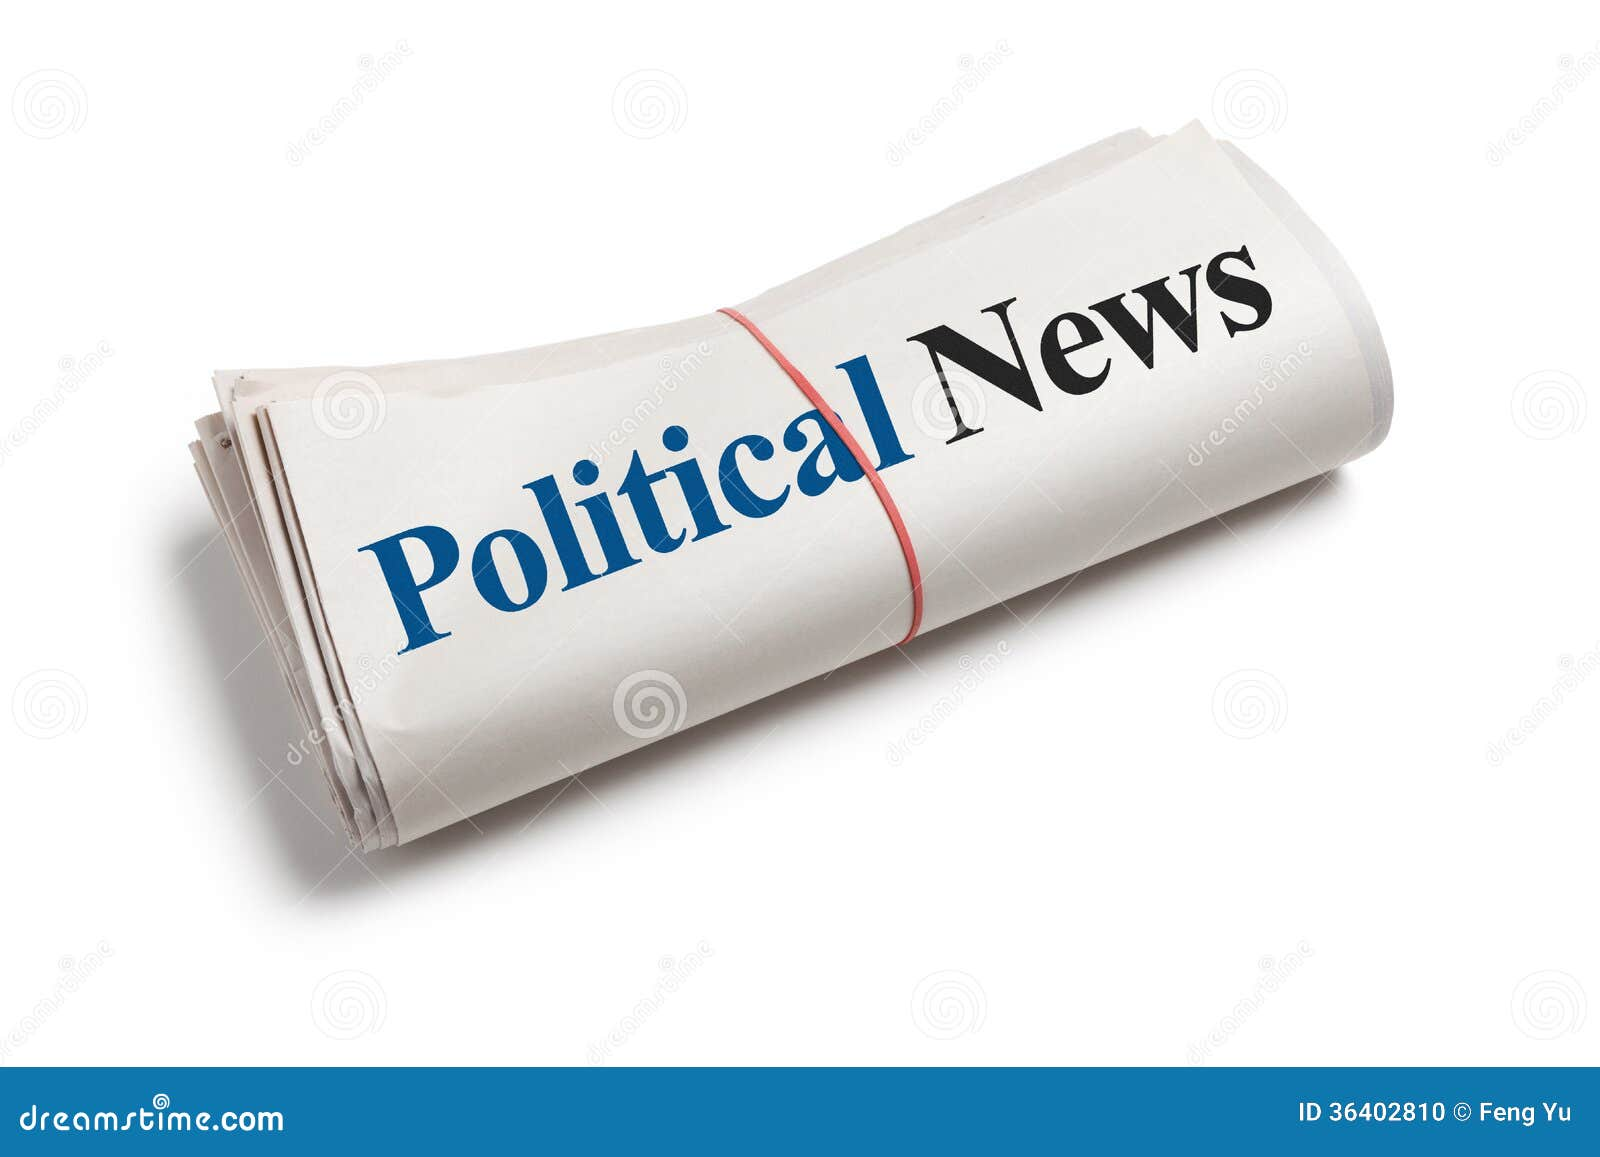 Political News
dreamstime.com
ID 36402810 © Feng Yu